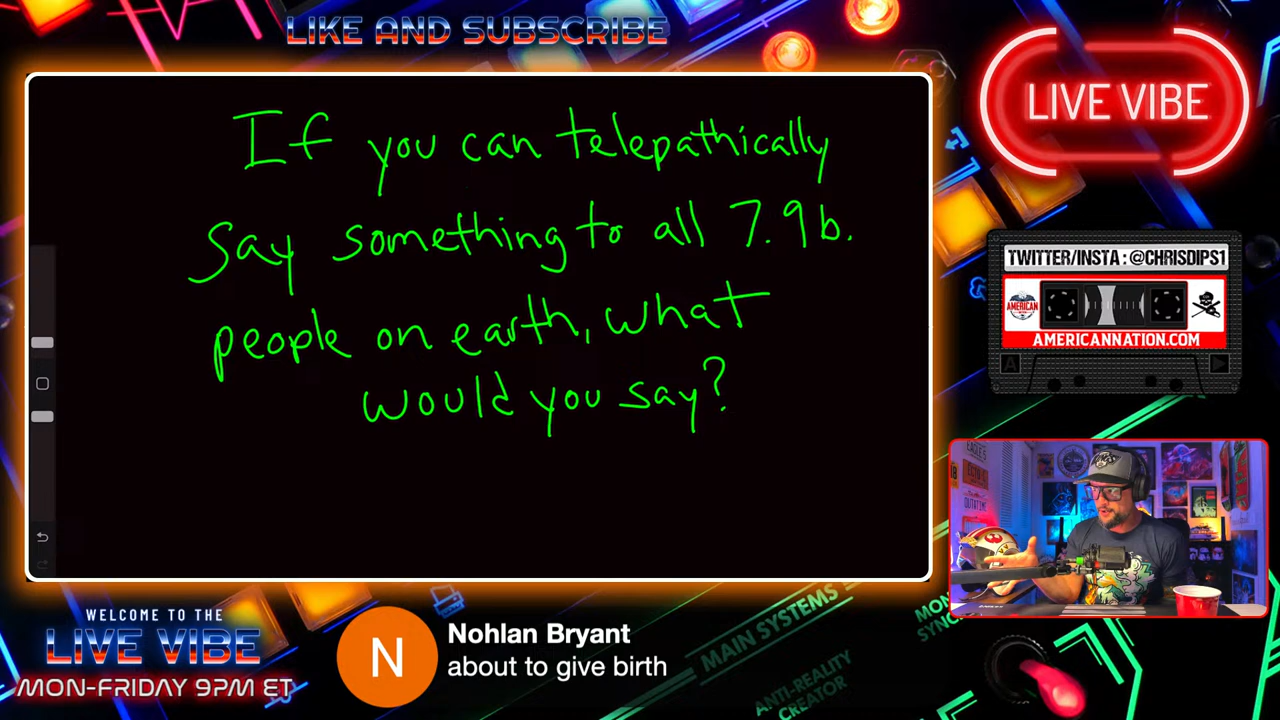 LIKE AND SUBSCRIBE
If you can telepathically
say something to all 7.9 b.
people on earth, what
would you say?
LIVE VIBE
TWITTER/INSTA : @CHRISDIPS1
AMERICAN
AMERICANNATION.COM
A
WELCOME TO THE
LIVE VIBE
MON-FRIDAY 9PM ET
N
Nohlan Bryant
about to give birth
MAIN SYSTEMS
ANTI-REALITY
CREATOR